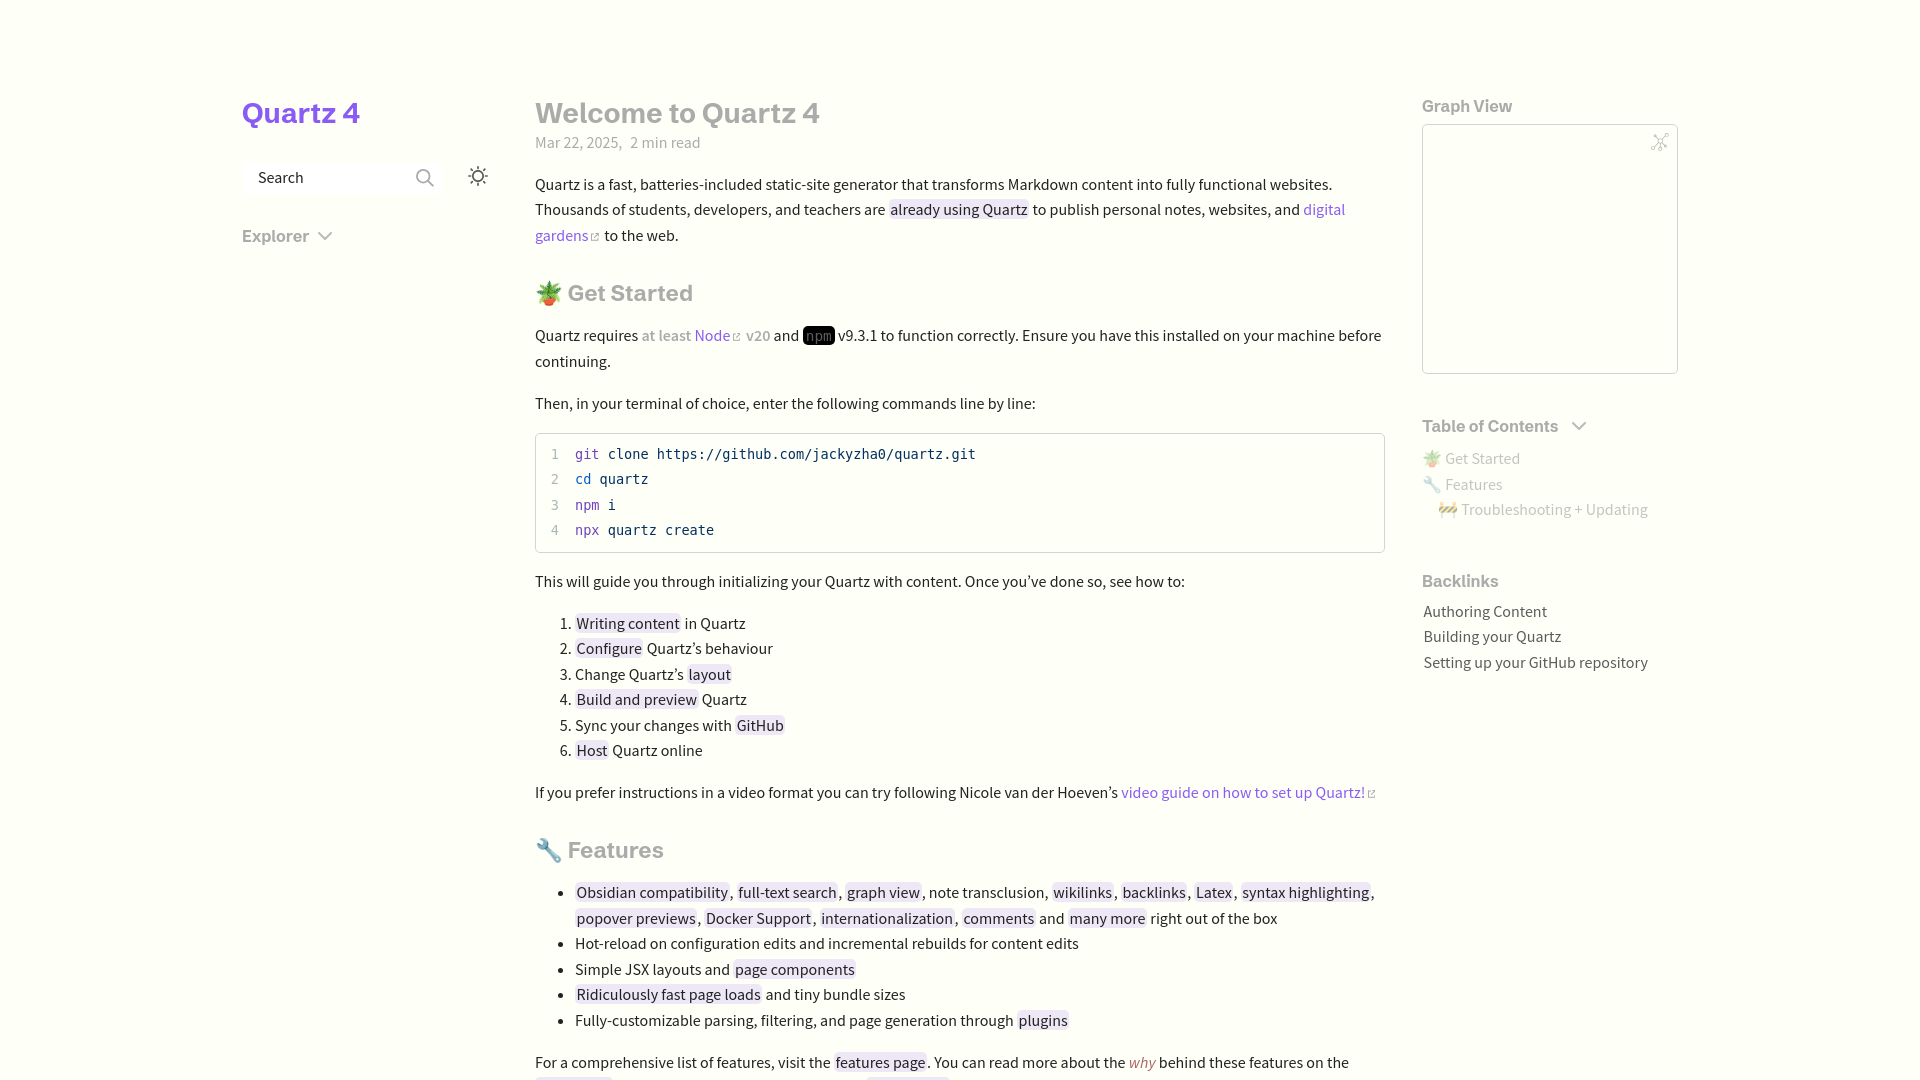 Quartz 4
Search
Explorer
Welcome to Quartz 4
Mar 22, 2025, 2 min read
Quartz is a fast, batteries-included static-site generator that transforms Markdown content into fully functional websites.
Thousands of students, developers, and teachers are already using Quartz to publish personal notes, websites, and digital
gardens to the web.
🪴 Get Started
Quartz requires at least Node v20 and npm v9.3.1 to function correctly. Ensure you have this installed on your machine before
continuing.
Then, in your terminal of choice, enter the following commands line by line:
1 git clone https://github.com/jackyzha0/quartz.git
2 cd quartz
3 npm i
4 npx quartz create
This will guide you through initializing your Quartz with content. Once you’ve done so, see how to:
1. Writing content in Quartz
2. Configure Quartz’s behaviour
3. Change Quartz’s layout
4. Build and preview Quartz
5. Sync your changes with GitHub
6. Host Quartz online
If you prefer instructions in a video format you can try following Nicole van der Hoeven’s video guide on how to set up Quartz!
🔧 Features
• Obsidian compatibility, full-text search, graph view, note transclusion, wikilinks, backlinks, Latex, syntax highlighting,
popover previews, Docker Support, internationalization, comments and many more right out of the box
• Hot-reload on configuration edits and incremental rebuilds for content edits
• Simple JSX layouts and page components
• Ridiculously fast page loads and tiny bundle sizes
• Fully-customizable parsing, filtering, and page generation through plugins
For a comprehensive list of features, visit the features page. You can read more about the why behind these features on the
Graph View
Table of Contents
🪴 Get Started
🔧 Features
🚧 Troubleshooting + Updating
Backlinks
Authoring Content
Building your Quartz
Setting up your GitHub repository